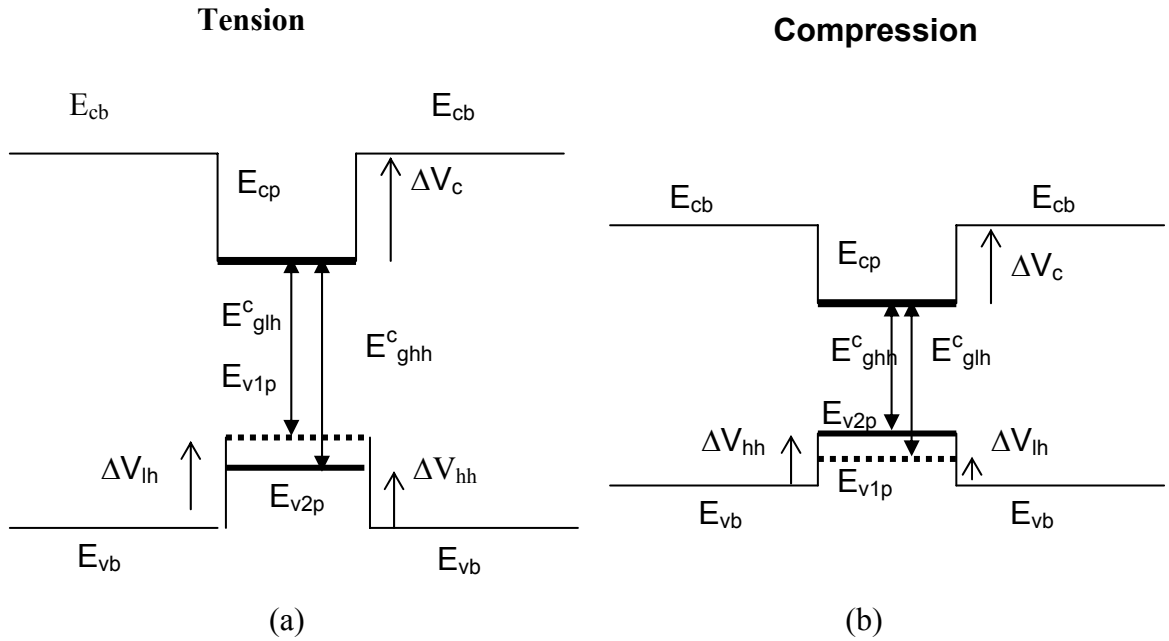 Tension
E_cb
E_cb
E_cp
ΔV_c
E^c_glh
E^c_ghh
E_v1p
ΔV_lh
ΔV_hh
E_v2p
E_vb
E_vb
(a)
Compression
E_cb
E_cb
E_cp
ΔV_c
E^c_ghh
E^c_glh
E_v2p
ΔV_hh
ΔV_lh
E_v1p
E_vb
E_vb
(b)